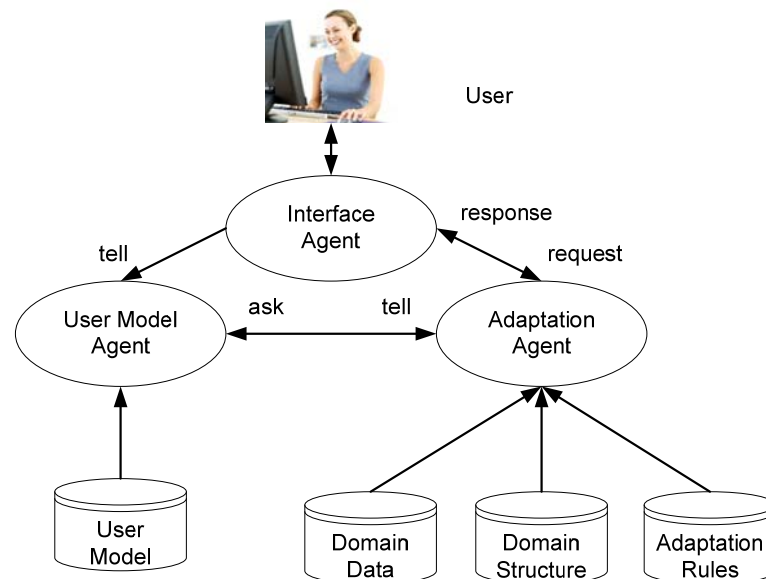 User
Interface
Agent
response
tell
request
User Model
Agent
ask
tell
Adaptation
Agent
User
Model
Domain
Data
Domain
Structure
Adaptation
Rules